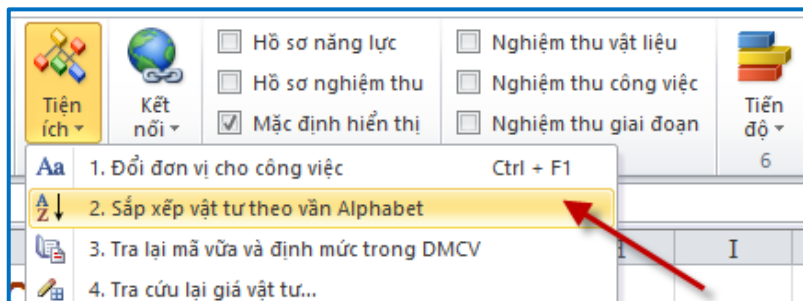 Tiện ích
Kết nối
Hồ sơ năng lực
Hồ sơ nghiệm thu
Mặc định hiển thị
Nghiệm thu vật liệu
Nghiệm thu công việc
Nghiệm thu giai đoạn
Tiến độ
6
Aa 1. Đổi đơn vị cho công việc Ctrl + F1
AZ 2. Sắp xếp vật tư theo vần Alphabet
3. Tra lại mã vữa và định mức trong DMCV
4. Tra cứu lại giá vật tư...
I